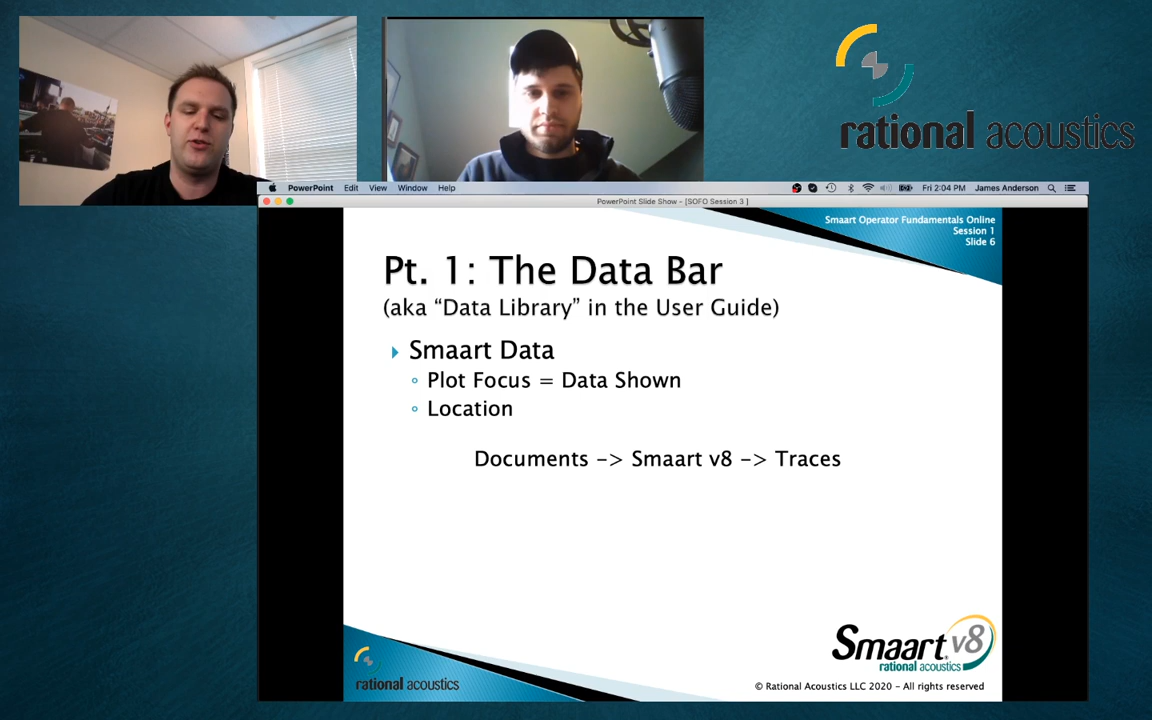 rational acoustics
PowerPoint Edit View Window Help
Fri 2:04 PM James Anderson
PowerPoint Slide Show - [SOFO Session 3 ]
Smaart Operator Fundamentals Online
Session 1
Slide 6
Pt. 1: The Data Bar
(aka “Data Library” in the User Guide)
Smaart Data
Plot Focus = Data Shown
Location
Documents -> Smaart v8 -> Traces
Smaart® v8
rational acoustics
rational acoustics
© Rational Acoustics LLC 2020 - All rights reserved